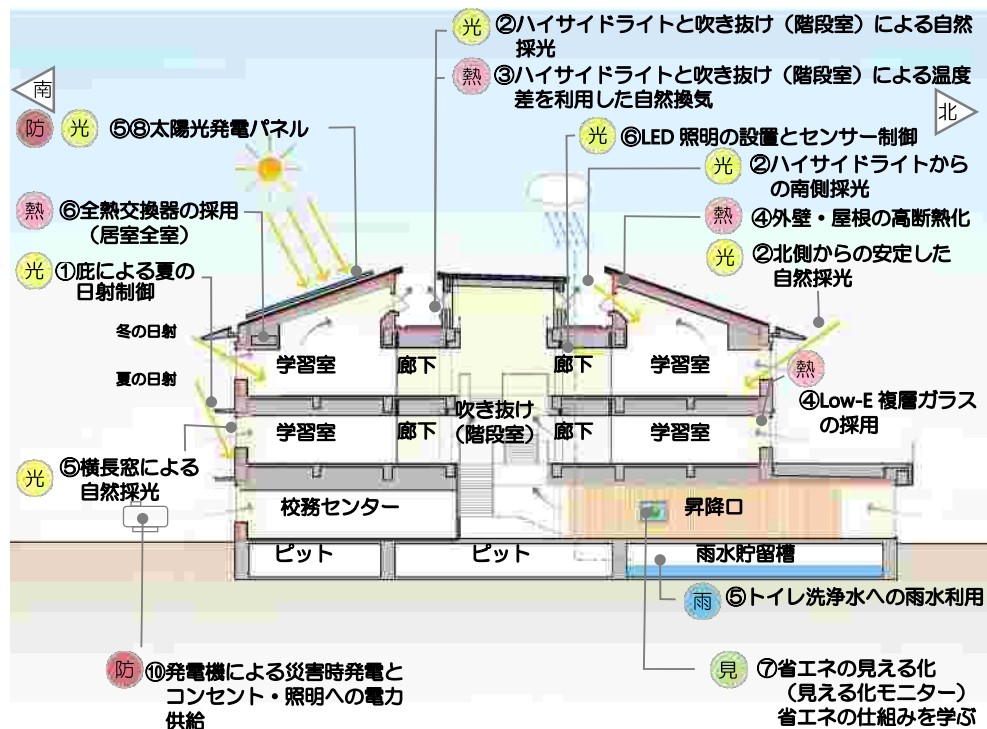 光 ②ハイサイドライトと吹き抜け（階段室）による自然
採光
熱 ③ハイサイドライトと吹き抜け（階段室）による温度
差を利用した自然換気
南
北
防 光 ⑤⑧太陽光発電パネル
光 ⑥LED 照明の設置とセンサー制御
光 ②ハイサイドライトから
の南側採光
熱 ⑥全熱交換器の採用
（居室全室）
熱 ④外壁・屋根の高断熱化
光 ①庇による夏の
日射制御
光 ②北側からの安定した
自然採光
冬の日射
夏の日射
学習室 廊下 廊下 学習室
熱 ④Low-E 複層ガラス
の採用
吹き抜け
（階段室）
学習室 廊下 廊下 学習室
光 ⑤横長窓による
自然採光
校務センター 昇降口
ピット ピット 雨水貯留槽
雨 ⑤トイレ洗浄水への雨水利用
防 ⑩発電機による災害時発電と
コンセント・照明への電力
供給
見 ⑦省エネの見える化
（見える化モニター）
省エネの仕組みを学ぶ